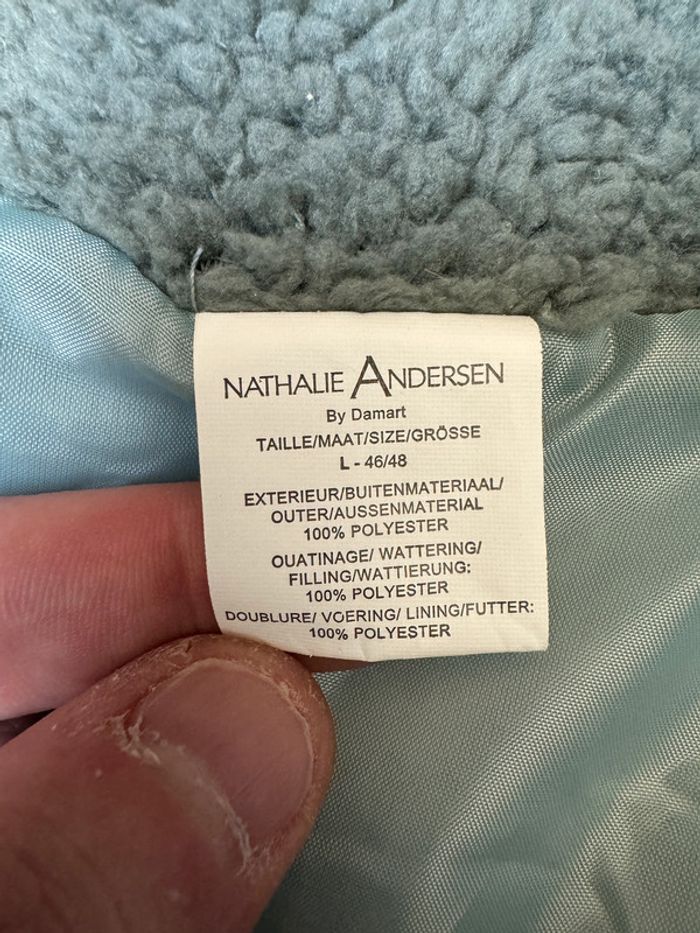 NATHALIE ANDERSEN
By Damart
TAILLE/MAAT/SIZE/GRÖSSE
L - 46/48
EXTERIEUR/BUITENMATERIAAL/
OUTER/AUSSENMATERIAL
100% POLYESTER
OUATINAGE/ WATTERING/
FILLING/WATTIERUNG:
100% POLYESTER
DOUBLURE/ VOERING/ LINING/FUTTER:
100% POLYESTER